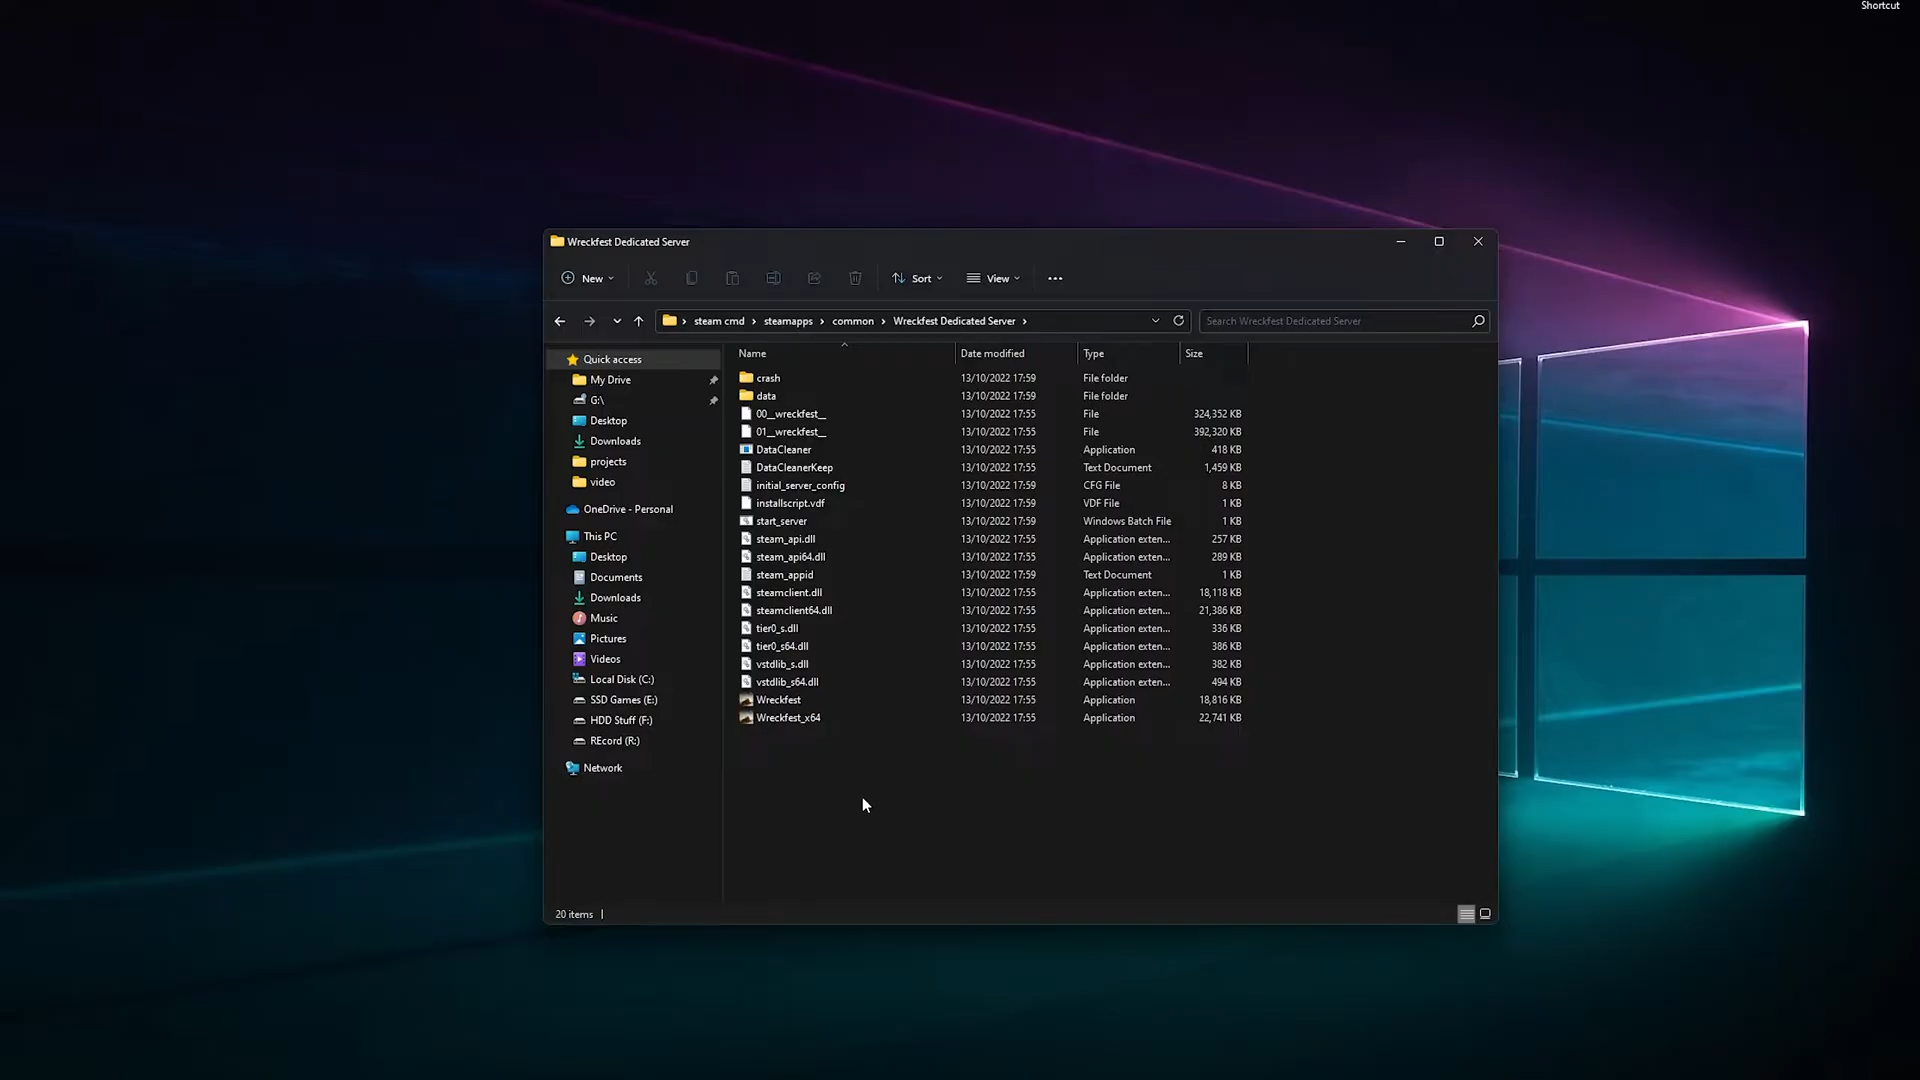 Shortcut
Wreckfest Dedicated Server
New
Sort
View
steam cmd > steamapps > common > Wreckfest Dedicated Server >
Search Wreckfest Dedicated Server
Quick access
My Drive
G:\
Desktop
Downloads
projects
video
OneDrive - Personal
This PC
Desktop
Documents
Downloads
Music
Pictures
Videos
Local Disk (C:)
SSD Games (E:)
HDD Stuff (F:)
REcord (R:)
Network
Name Date modified Type Size
crash 13/10/2022 17:59 File folder
data 13/10/2022 17:59 File folder
00__wreckfest__ 13/10/2022 17:55 File 324,352 KB
01__wreckfest__ 13/10/2022 17:55 File 392,320 KB
DataCleaner 13/10/2022 17:55 Application 418 KB
DataCleanerKeep 13/10/2022 17:55 Text Document 1,459 KB
initial_server_config 13/10/2022 17:59 CFG File 8 KB
installscript.vdf 13/10/2022 17:59 VDF File 1 KB
start_server 13/10/2022 17:59 Windows Batch File 1 KB
steam_api.dll 13/10/2022 17:55 Application exten... 257 KB
steam_api64.dll 13/10/2022 17:55 Application exten... 289 KB
steam_appid 13/10/2022 17:59 Text Document 1 KB
steamclient.dll 13/10/2022 17:55 Application exten... 18,118 KB
steamclient64.dll 13/10/2022 17:55 Application exten... 21,386 KB
tier0_s.dll 13/10/2022 17:55 Application exten... 336 KB
tier0_s64.dll 13/10/2022 17:55 Application exten... 386 KB
vstdlib_s.dll 13/10/2022 17:55 Application exten... 382 KB
vstdlib_s64.dll 13/10/2022 17:55 Application exten... 494 KB
Wreckfest 13/10/2022 17:55 Application 18,816 KB
Wreckfest_x64 13/10/2022 17:55 Application 22,741 KB
20 items